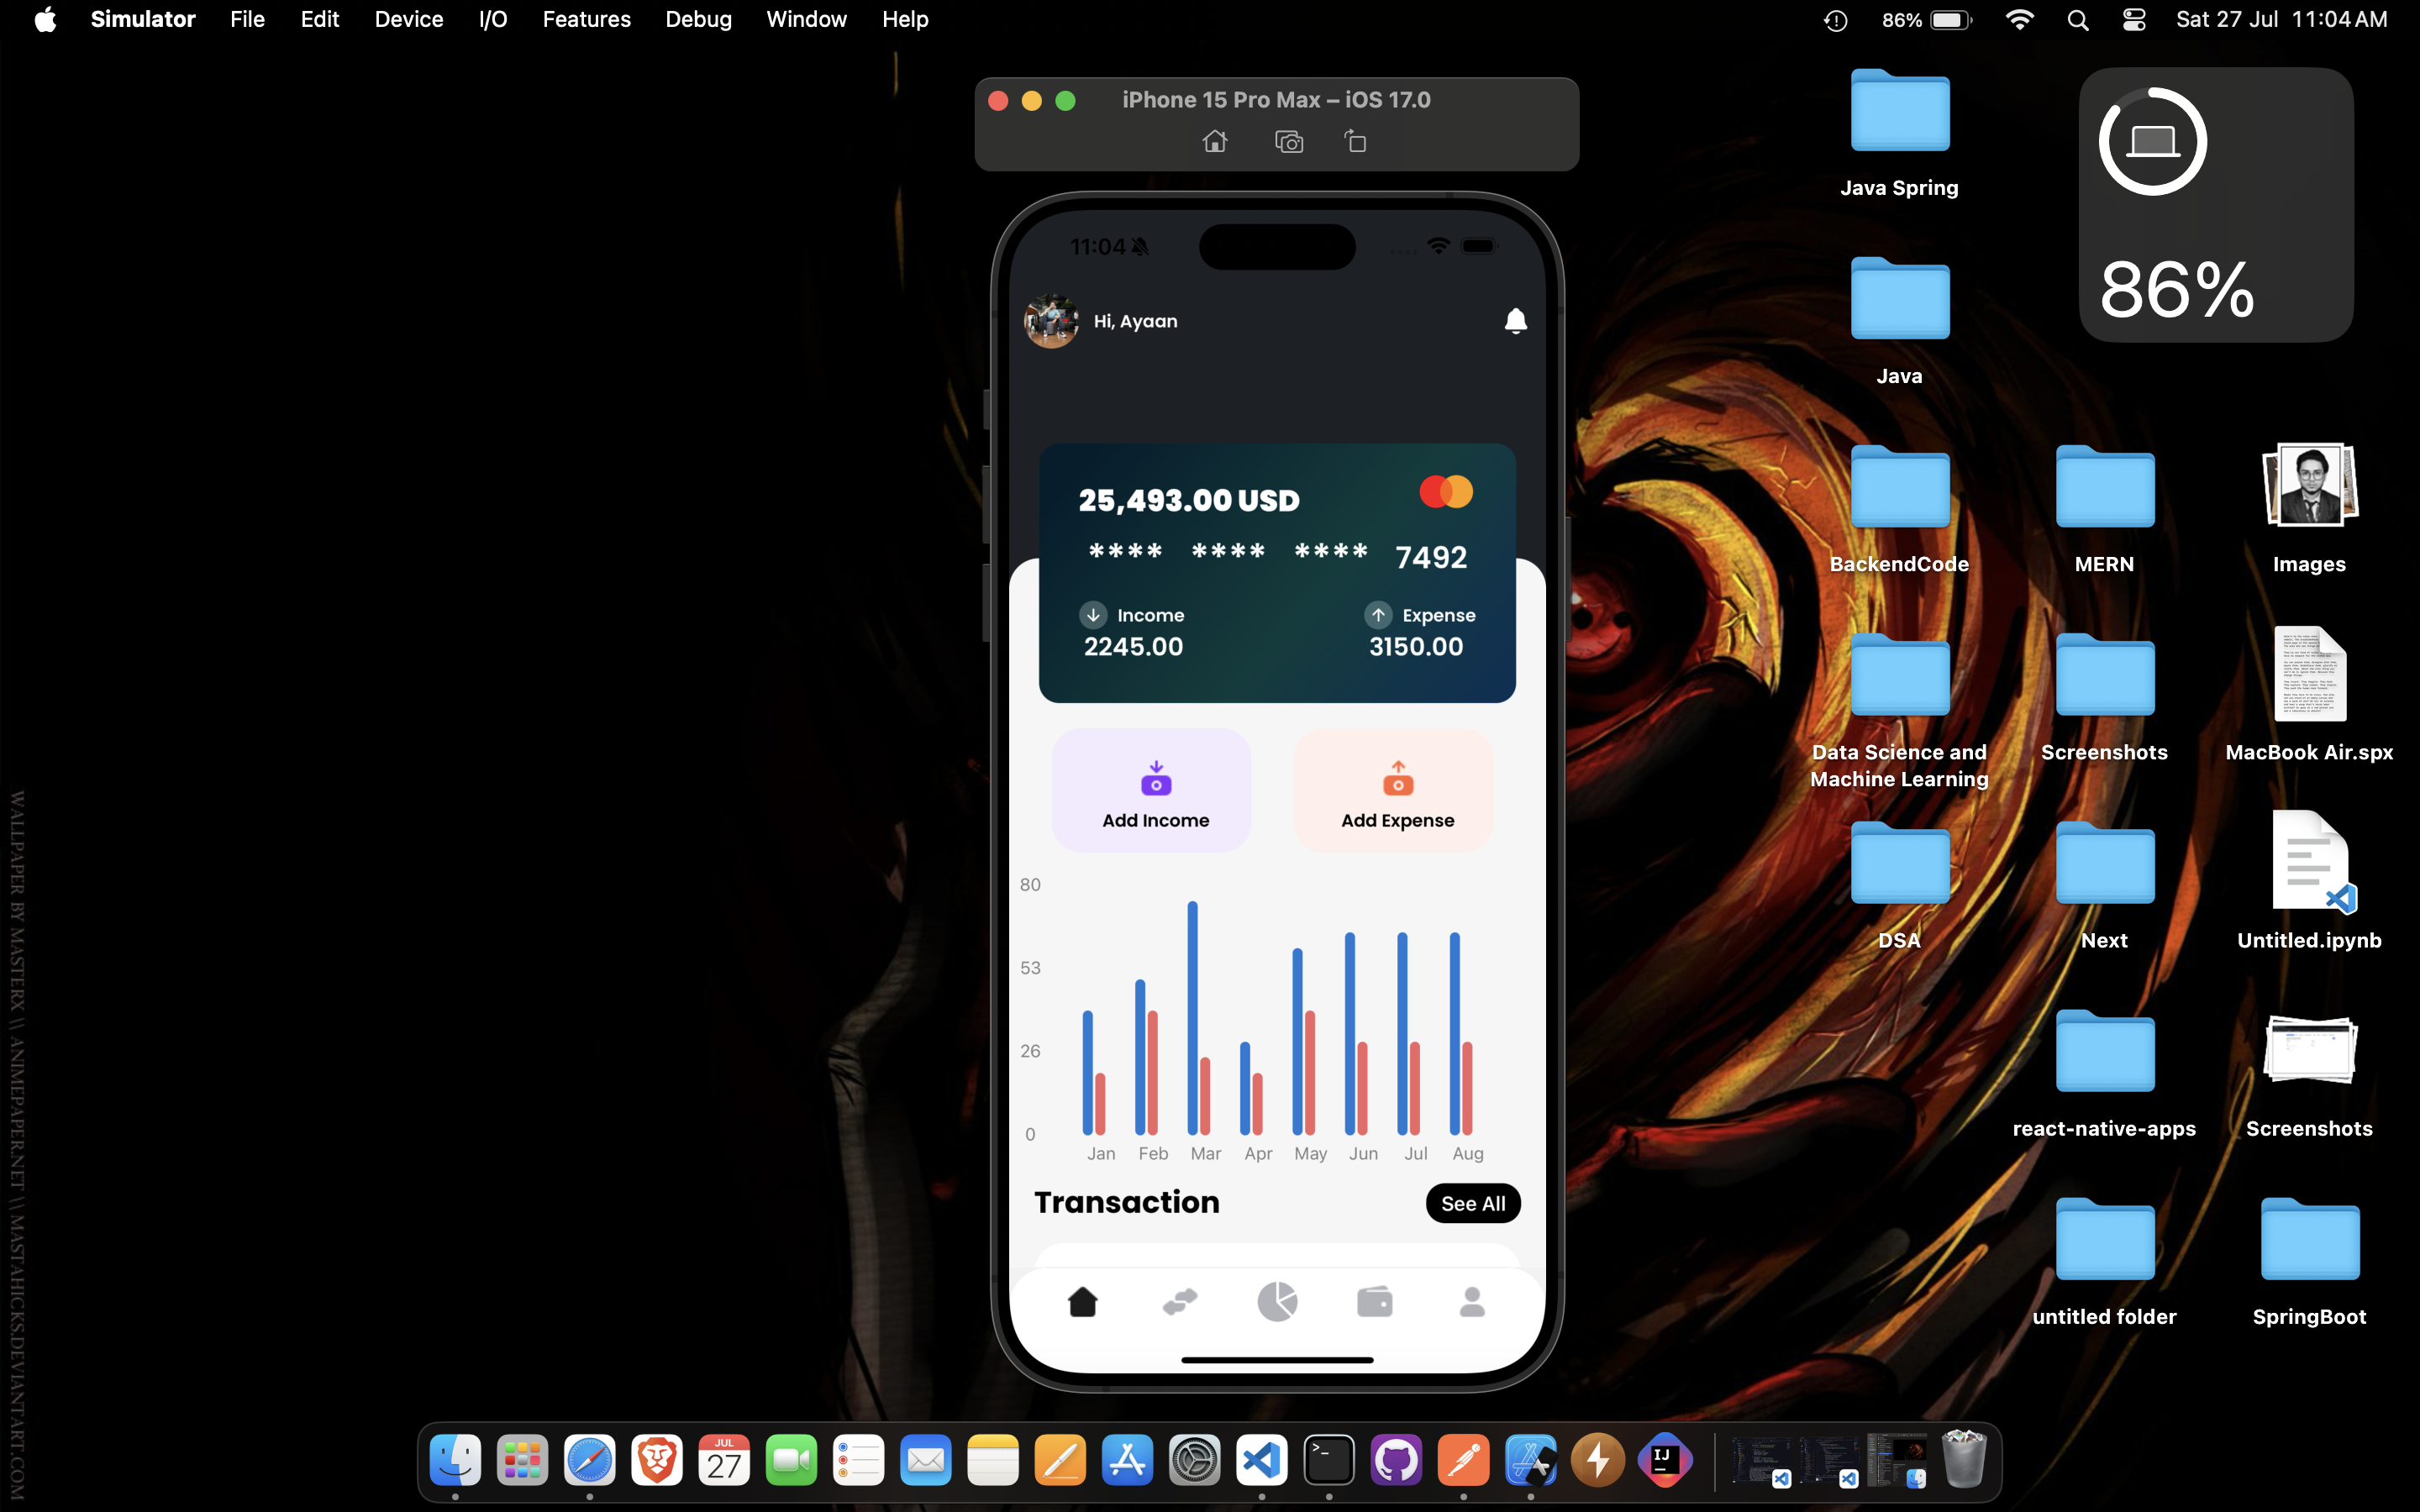 Simulator File Edit Device I/O Features Debug Window Help 86% Sat 27 Jul 11:04 AM
iPhone 15 Pro Max – iOS 17.0
11:04
Hi, Ayaan
25,493.00 USD
**** **** **** 7492
Income Expense
2245.00 3150.00
Add Income Add Expense
80
53
26
0
Jan Feb Mar Apr May Jun Jul Aug
Transaction See All
86%
Java Spring
Java
BackendCode MERN Images
Data Science and
Machine Learning
Screenshots MacBook Air.spx
DSA Next Untitled.ipynb
react-native-apps Screenshots
untitled folder SpringBoot
WALLPAPER BY MASTERX \\ ANIMEPAPER.NET \\ MASTAHICKS.DEVIANTART.COM
JUL
27
>_
IJ